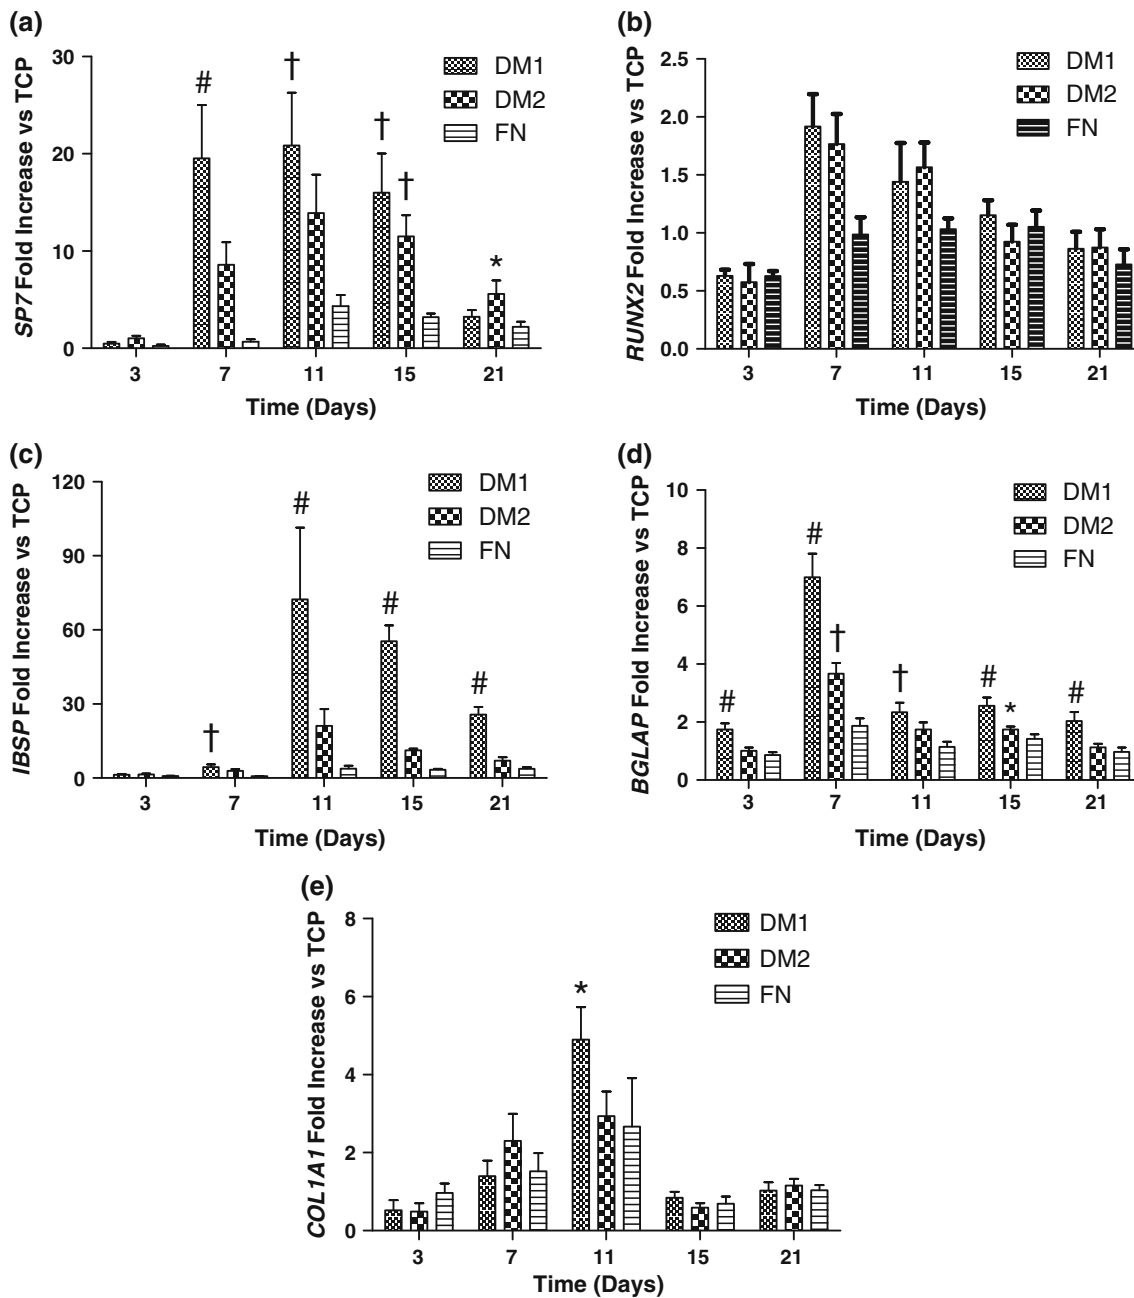 (a)
SP7 Fold Increase vs TCP
30
20
10
0
#
†
†
†
*
DM1
DM2
FN
3 7 11 15 21
Time (Days)
(b)
RUNX2 Fold Increase vs TCP
2.5
2.0
1.5
1.0
0.5
0.0
DM1
DM2
FN
3 7 11 15 21
Time (Days)
(c)
IBSP Fold Increase vs TCP
120
90
60
30
0
†
#
#
#
DM1
DM2
FN
3 7 11 15 21
Time (Days)
(d)
BGLAP Fold Increase vs TCP
10
8
6
4
2
0
#
#
†
†
#
*
#
DM1
DM2
FN
3 7 11 15 21
Time (Days)
(e)
COL1A1 Fold Increase vs TCP
8
6
4
2
0
*
DM1
DM2
FN
3 7 11 15 21
Time (Days)